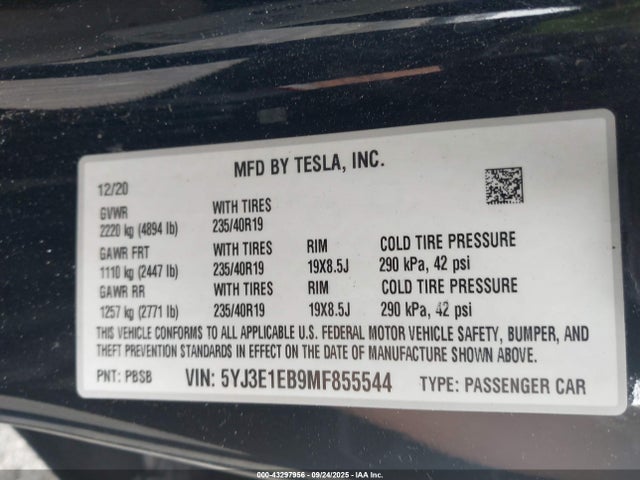 MFD BY TESLA, INC.
12/20
GVWR WITH TIRES
2220 kg (4894 lb) 235/40R19
GAWR FRT WITH TIRES RIM COLD TIRE PRESSURE
1110 kg (2447 lb) 235/40R19 19X8.5J 290 kPa, 42 psi
GAWR RR WITH TIRES RIM COLD TIRE PRESSURE
1257 kg (2771 lb) 235/40R19 19X8.5J 290 kPa, 42 psi
THIS VEHICLE CONFORMS TO ALL APPLICABLE U.S. FEDERAL MOTOR VEHICLE SAFETY, BUMPER, AND
THEFT PREVENTION STANDARDS IN EFFECT ON THE DATE OF MANUFACTURE SHOWN ABOVE.
PNT: PBSB VIN: 5YJ3E1EB9MF855544 TYPE: PASSENGER CAR
000-43297956 - 09/24/2025 - IAAI.COM